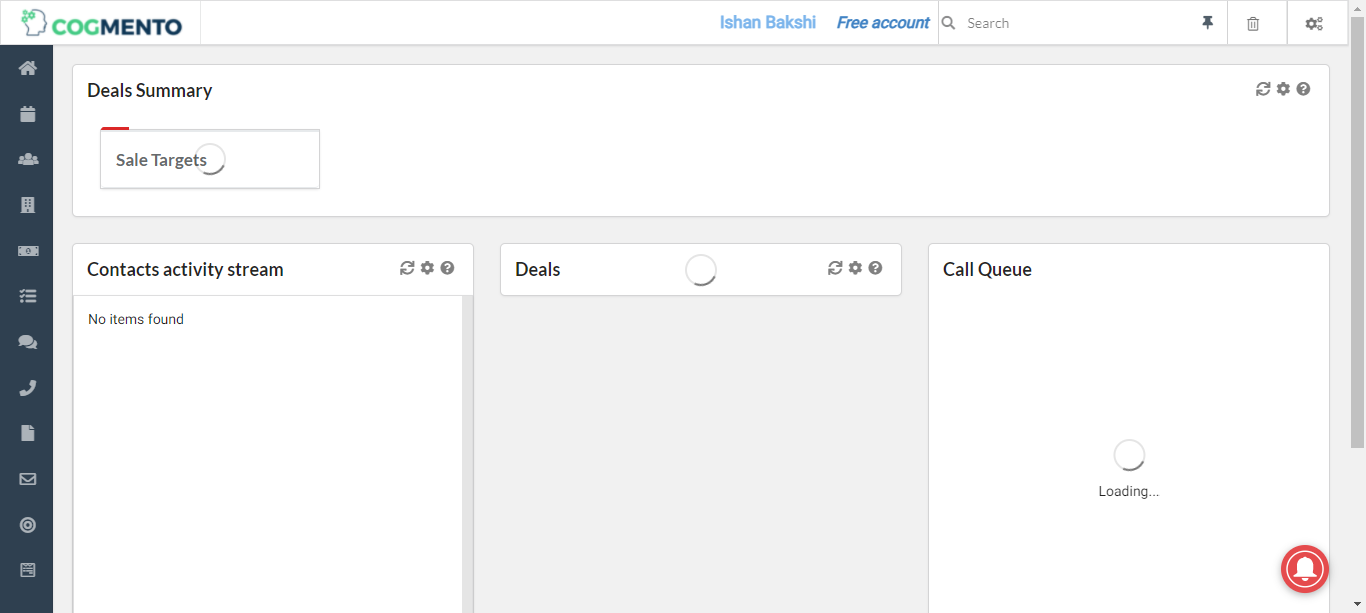 COGMENTO
Ishan Bakshi
Free account
Search
Deals Summary
Sale Targets
Contacts activity stream
Deals
Call Queue
No items found
Loading...